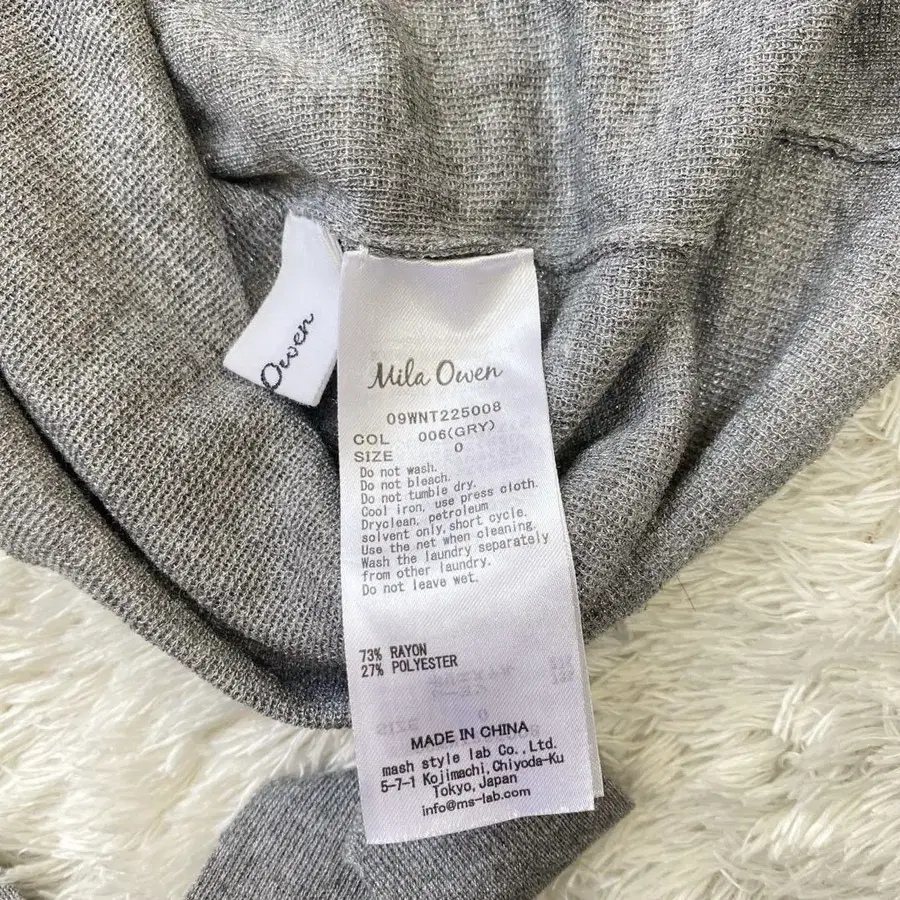 Owen
Mila Owen
09WNT225008
COL 006(GRY)
SIZE 0
Do not wash.
Do not bleach.
Do not tumble dry.
Cool iron, use press cloth.
Dryclean, petroleum
solvent only, short cycle.
Use the net when cleaning.
Wash the laundry separately
from other laundry.
Do not leave wet.
73% RAYON
27% POLYESTER
MADE IN CHINA
mash style lab Co., Ltd.
5-7-1 Kojimachi, Chiyoda-Ku
Tokyo, Japan
info@ms-lab.com